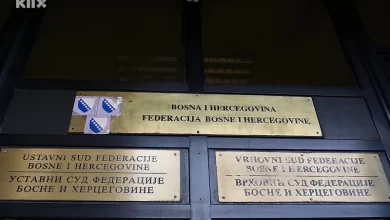 klix
BOSNA I HERCEGOVINA
FEDERACIJA BOSNE I HERCEGOVINE
USTAVNI SUD FEDERACIJE
BOSNE I HERCEGOVINE
УСТАВНИ СУД ФЕДЕРАЦИЈЕ
БОСНЕ И ХЕРЦЕГОВИНЕ
VRHOVNI SUD FEDERACIJE
BOSNE I HERCEGOVINE
ВРХОВНИ СУД ФЕДЕРАЦИЈЕ
БОСНЕ И ХЕРЦЕГОВИНЕ